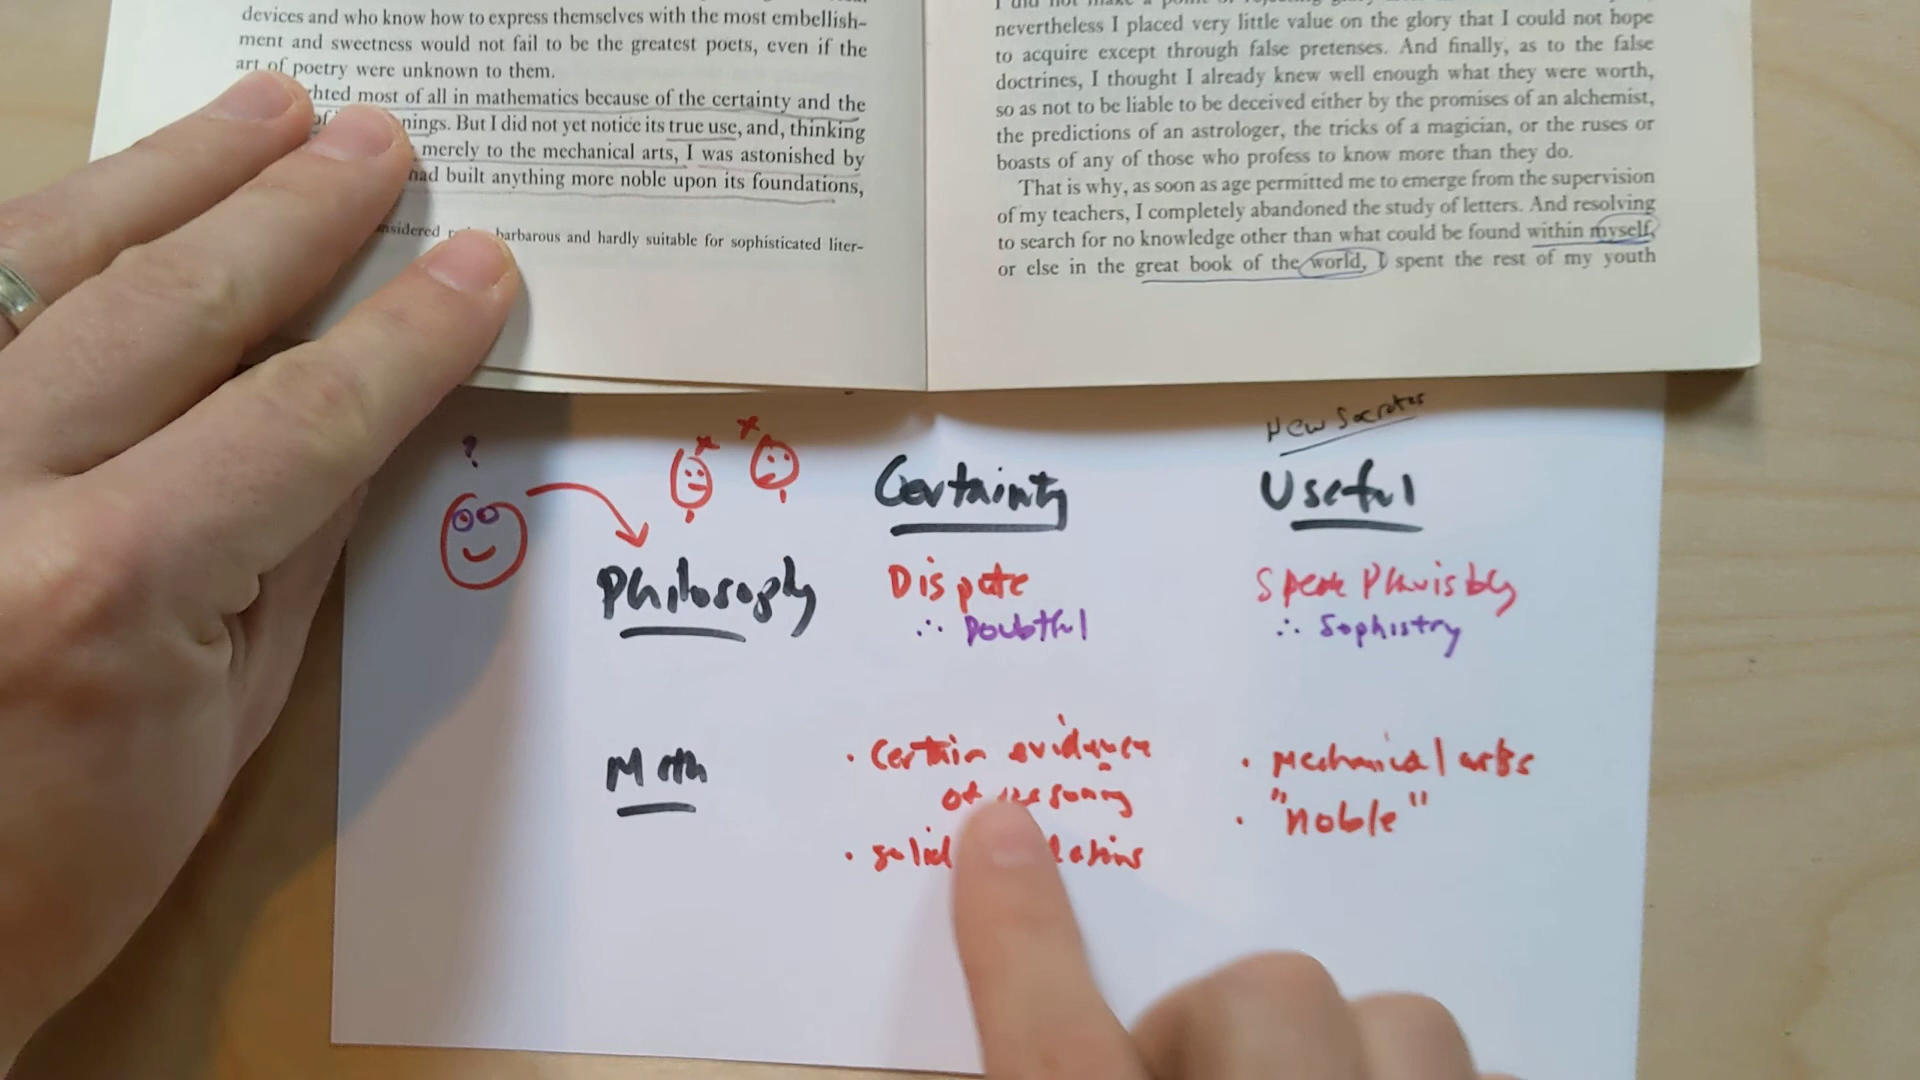 devices and who know how to express themselves with the most embellish-
ment and sweetness would not fail to be the greatest poets, even if the
art of poetry were unknown to them.
most of all in mathematics because of the certainty and the
nings. But I did not yet notice its true use, and, thinking
merely to the mechanical arts, I was astonished by
had built anything more noble upon its foundations,
barbarous and hardly suitable for sophisticated liter-
nevertheless I placed very little value on the glory that I could not hope
to acquire except through false pretenses. And finally, as to the false
doctrines, I thought I already knew well enough what they were worth,
so as not to be liable to be deceived either by the promises of an alchemist,
the predictions of an astrologer, the tricks of a magician, or the ruses or
boasts of any of those who profess to know more than they do.
That is why, as soon as age permitted me to emerge from the supervision
of my teachers, I completely abandoned the study of letters. And resolving
to search for no knowledge other than what could be found within myself,
or else in the great book of the world, I spent the rest of my youth
New Socrates
?
Certainty
Useful
Philosophy
Dispute
Speak Plausibly
∴ Doubtful
∴ Sophistry
Math
• Certain evidence
of
• solid
• Mechanical arts
• "noble"